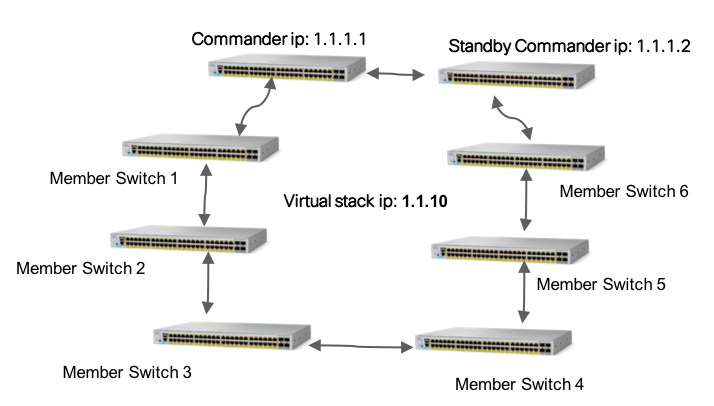 Commander ip: 1.1.1.1
Standby Commander ip: 1.1.1.2
Member Switch 1
Member Switch 6
Virtual stack ip: 1.1.10
Member Switch 2
Member Switch 5
Member Switch 3
Member Switch 4